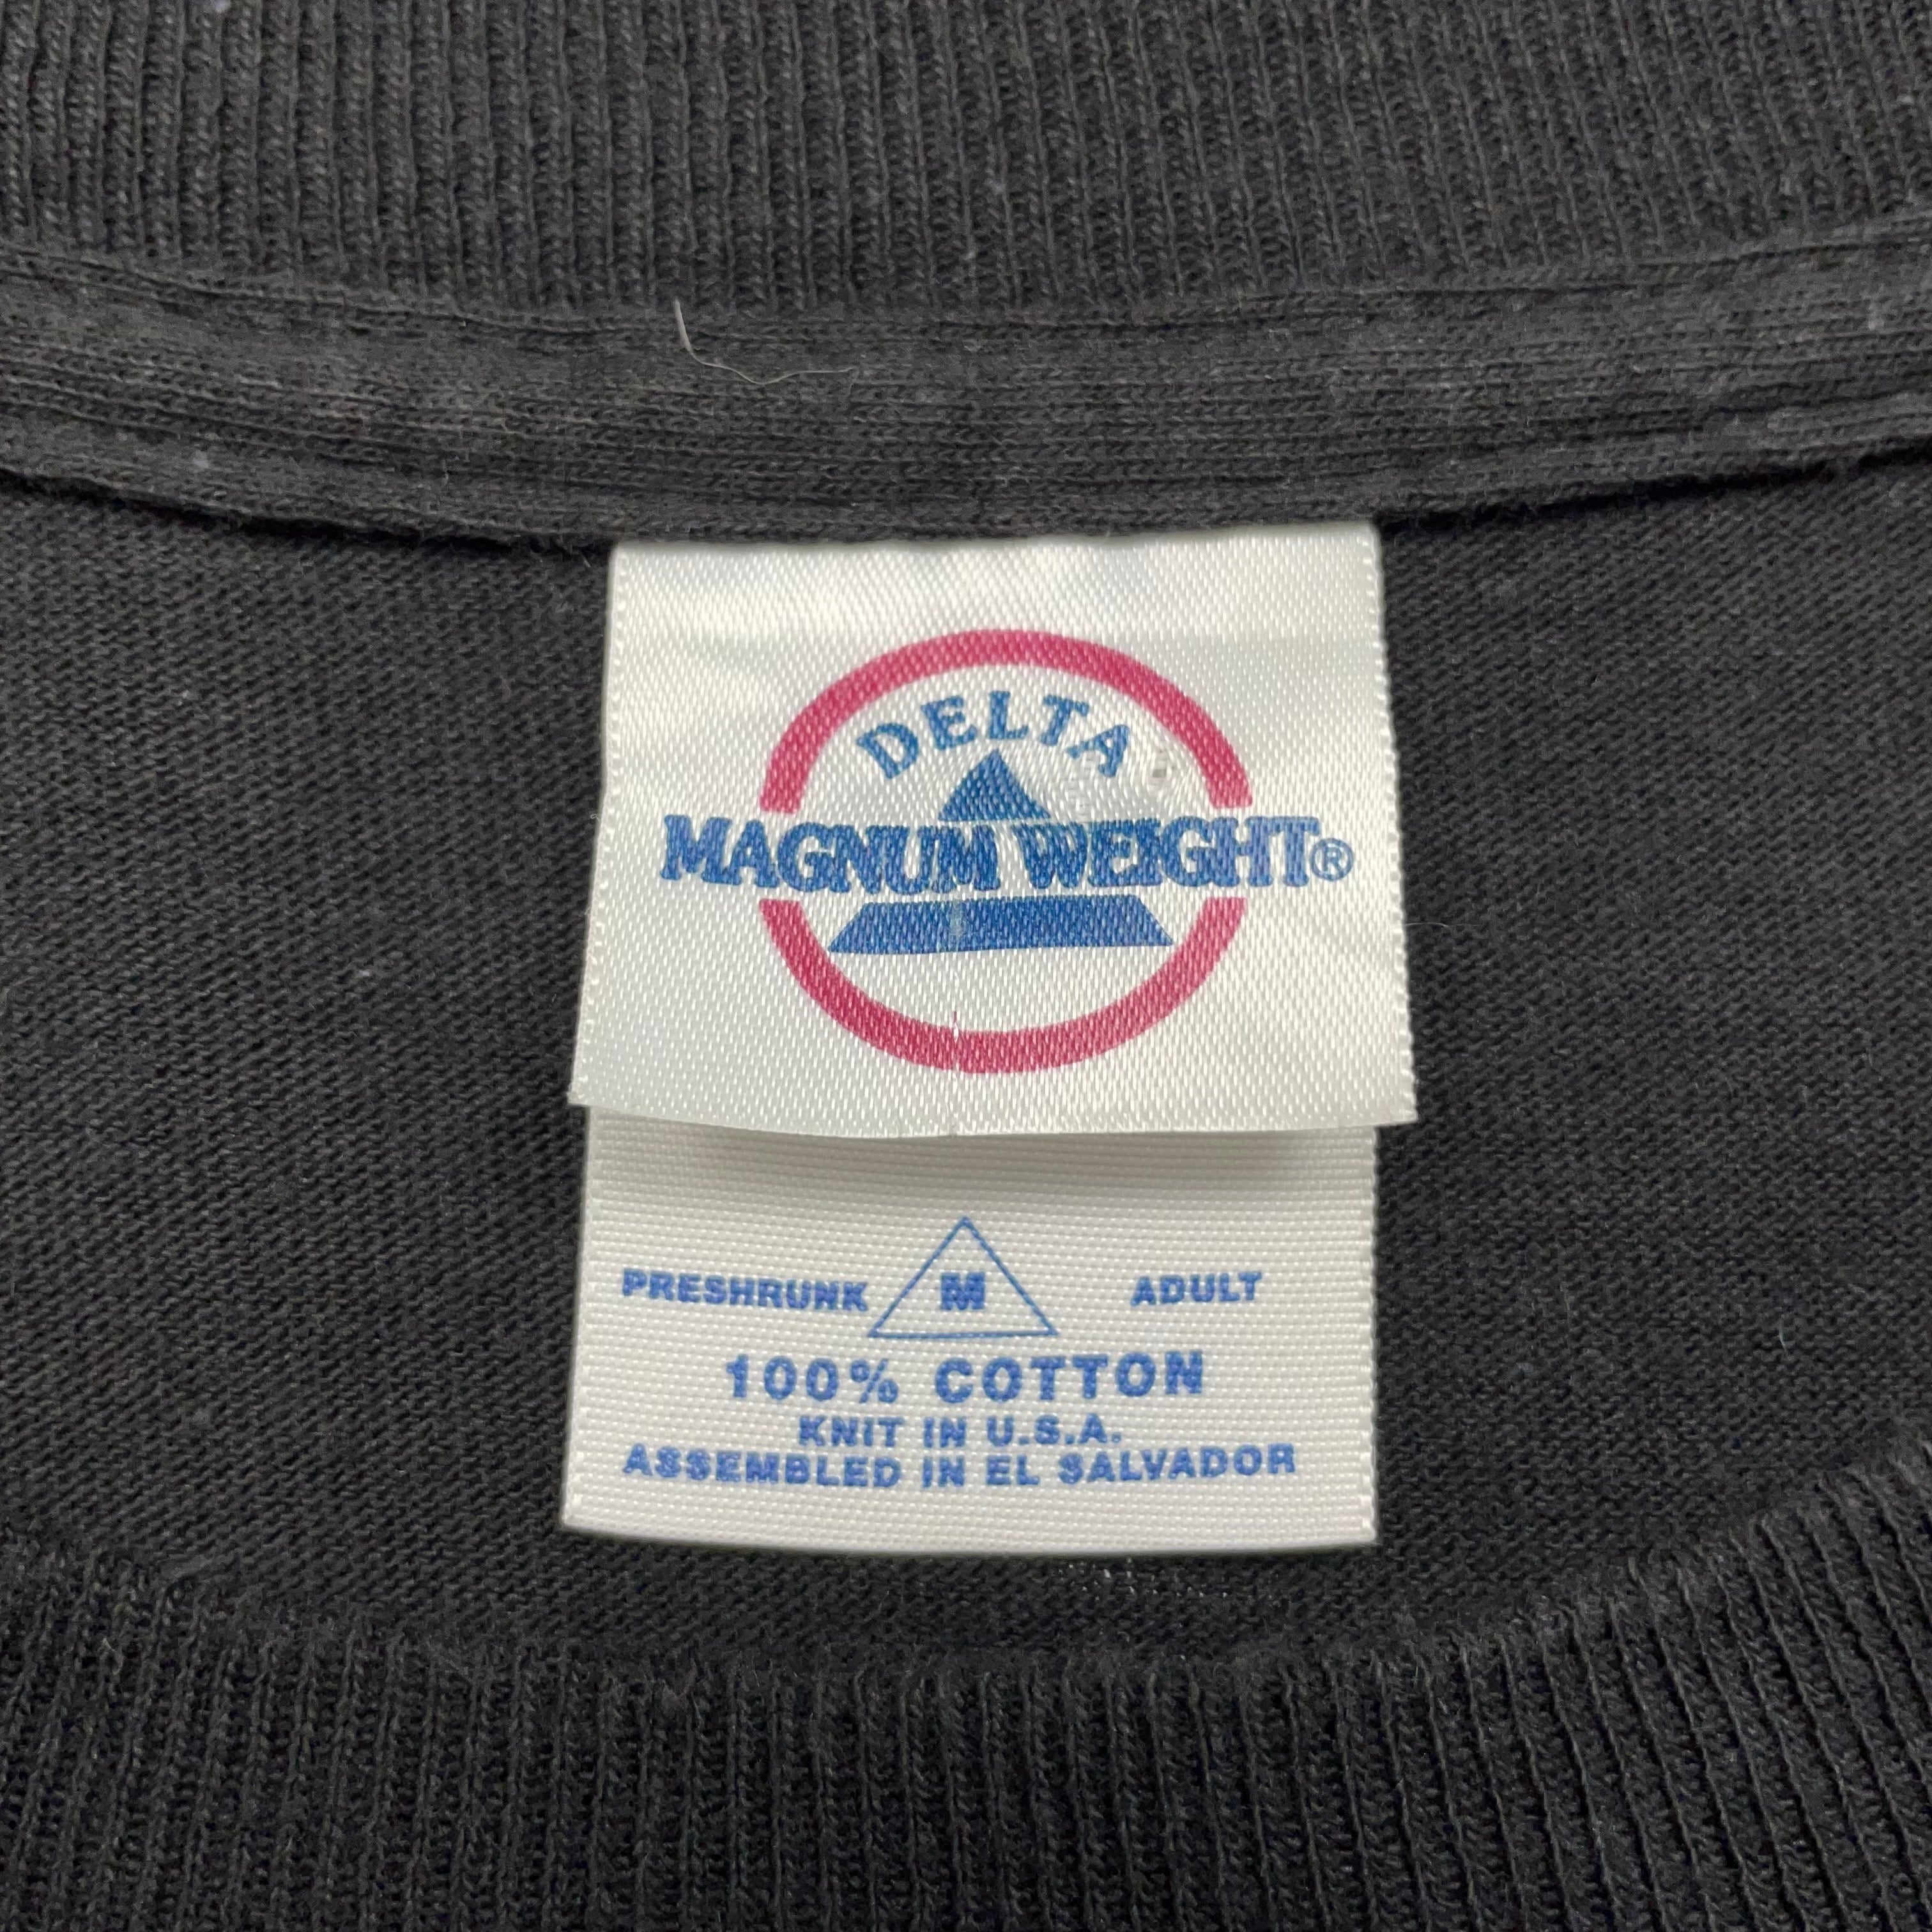 DELTA
MAGNUM WEIGHT®
PRESHRUNK M ADULT
100% COTTON
KNIT IN U.S.A.
ASSEMBLED IN EL SALVADOR